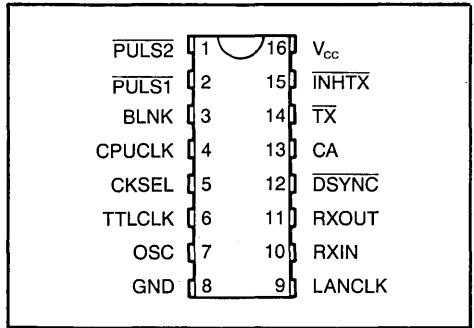 PULS2 1 16 Vcc
PULS1 2 15 INHTX
BLNK 3 14 TX
CPUCLK 4 13 CA
CKSEL 5 12 DSYNC
TTLCLK 6 11 RXOUT
OSC 7 10 RXIN
GND 8 9 LANCLK